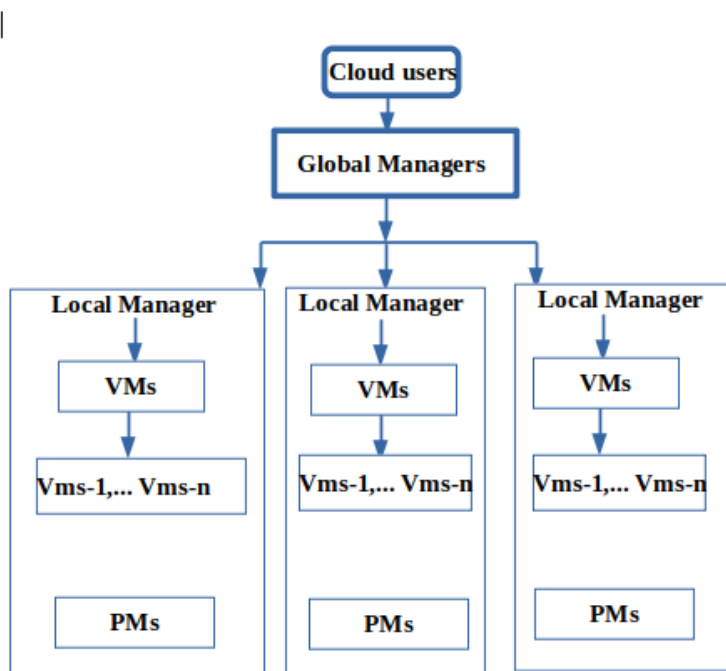 Cloud users
Global Managers
Local Manager
VMs
Vms-1,... Vms-n
PMs
Local Manager
VMs
Vms-1,... Vms-n
PMs
Local Manager
VMs
Vms-1,... Vms-n
PMs